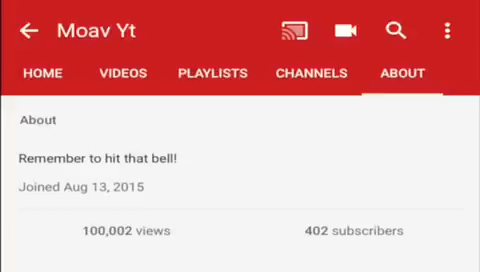 Moav Yt
HOME VIDEOS PLAYLISTS CHANNELS ABOUT
About
Remember to hit that bell!
Joined Aug 13, 2015
100,002 views 402 subscribers